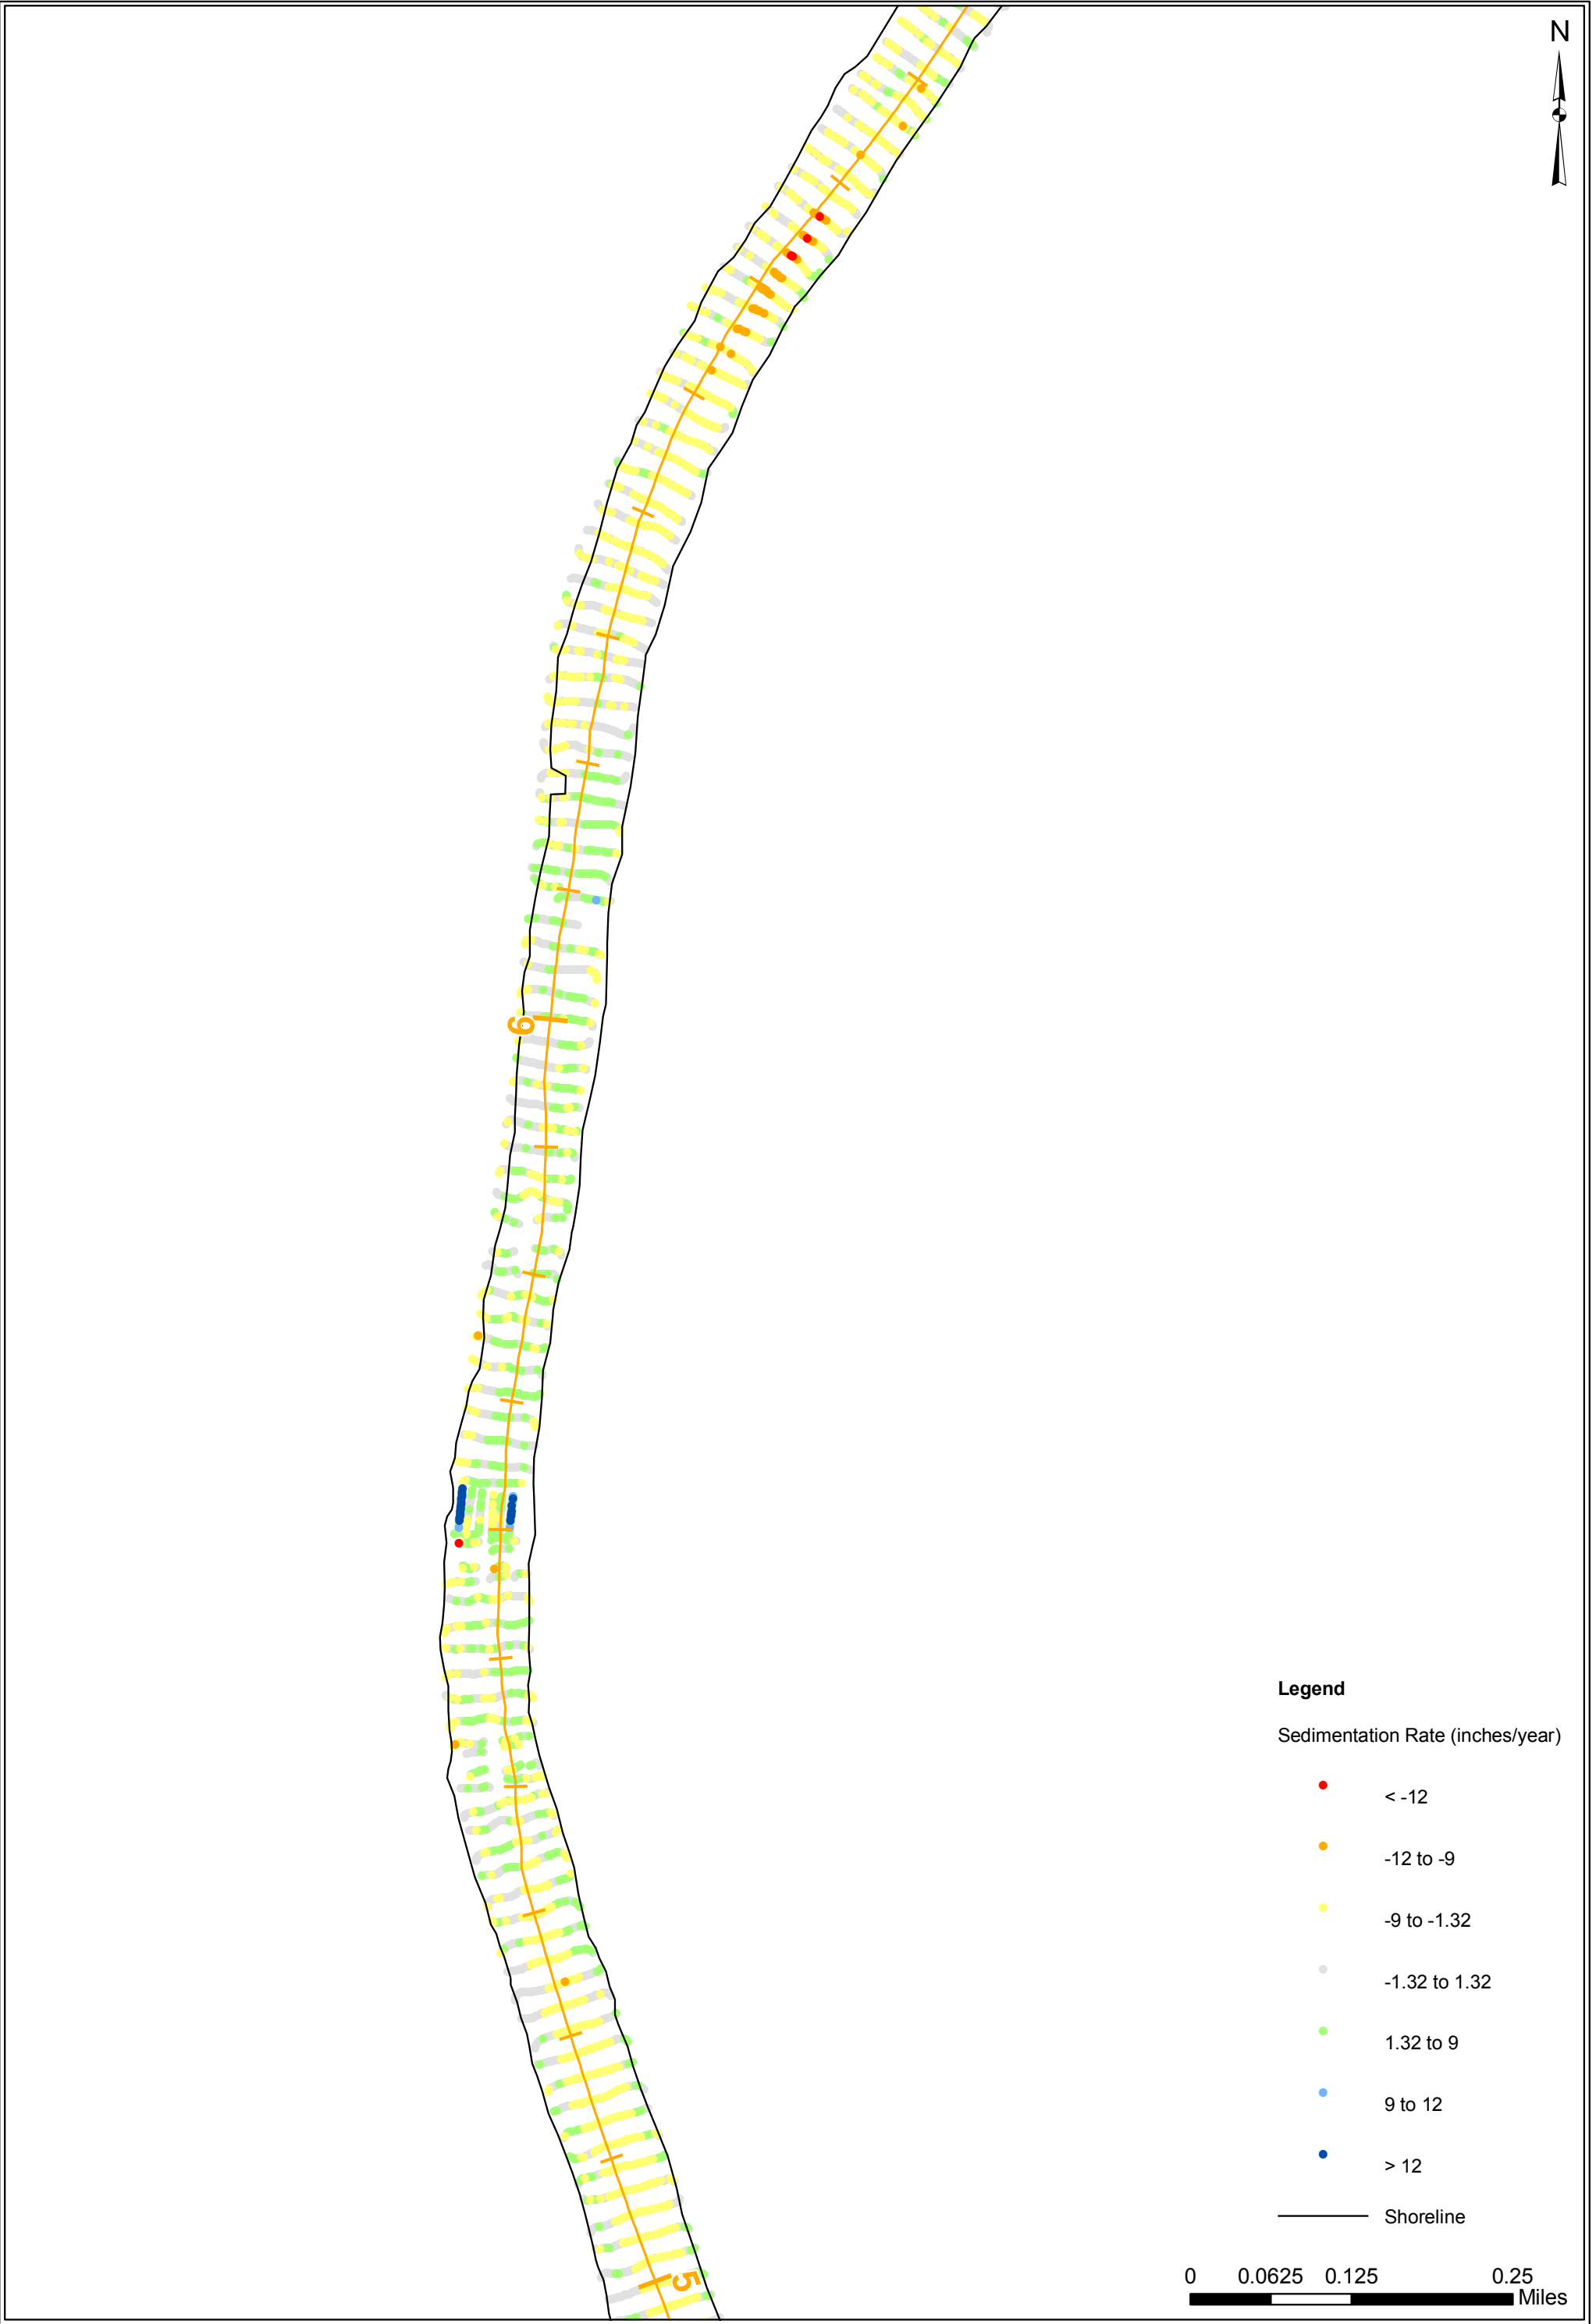 N
6
5
Legend
Sedimentation Rate (inches/year)
< -12
-12 to -9
-9 to -1.32
-1.32 to 1.32
1.32 to 9
9 to 12
> 12
Shoreline
0 0.0625 0.125 0.25
Miles